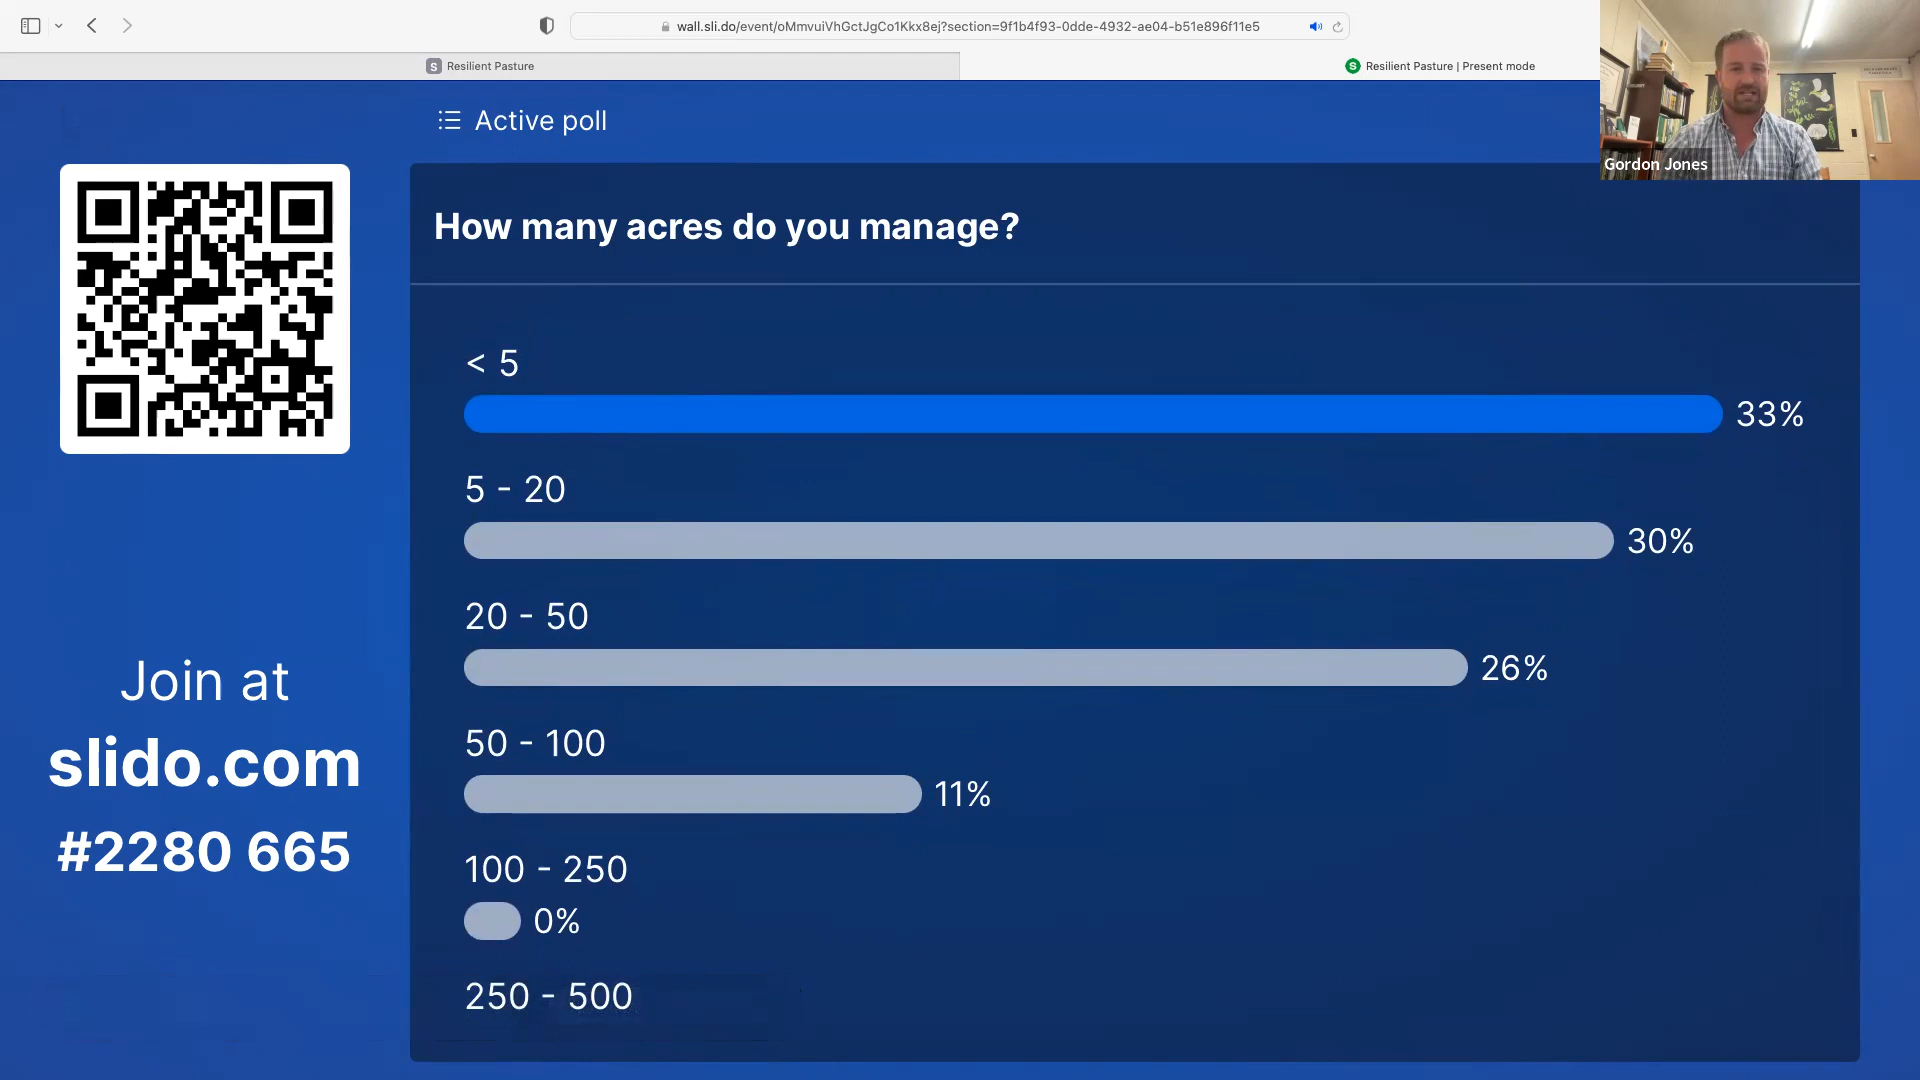 wall.sli.do/event/oMmvuiVhGctJgCo1Kkx8ej?section=9f1b4f93-0dde-4932-ae04-b51e896f11e5
S Resilient Pasture
S Resilient Pasture | Present mode
Gordon Jones
Active poll
How many acres do you manage?
< 5
33%
5 - 20
30%
20 - 50
26%
50 - 100
11%
100 - 250
0%
250 - 500
Join at
slido.com
#2280 665